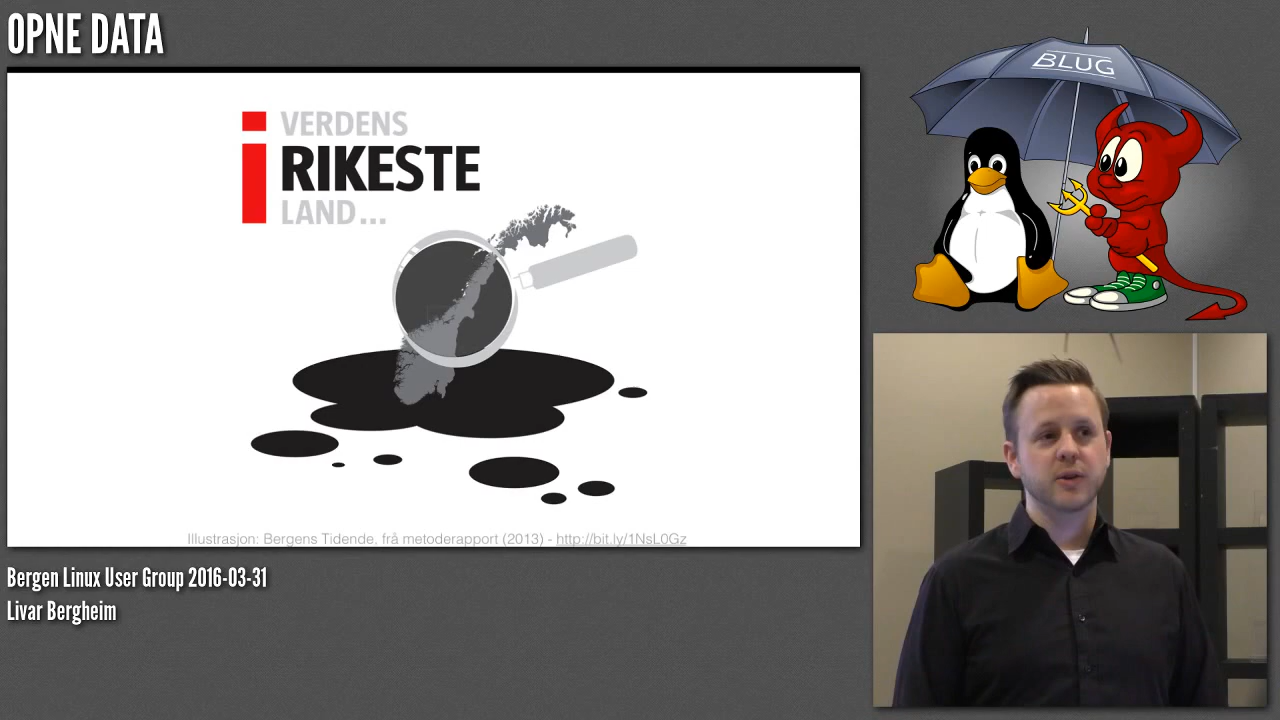 OPNE DATA
BLUG
i VERDENS
RIKESTE
LAND...
Illustrasjon: Bergens Tidende, frå metoderapport (2013) - http://bit.ly/1NsL0Gz
Bergen Linux User Group 2016-03-31
Livar Bergheim